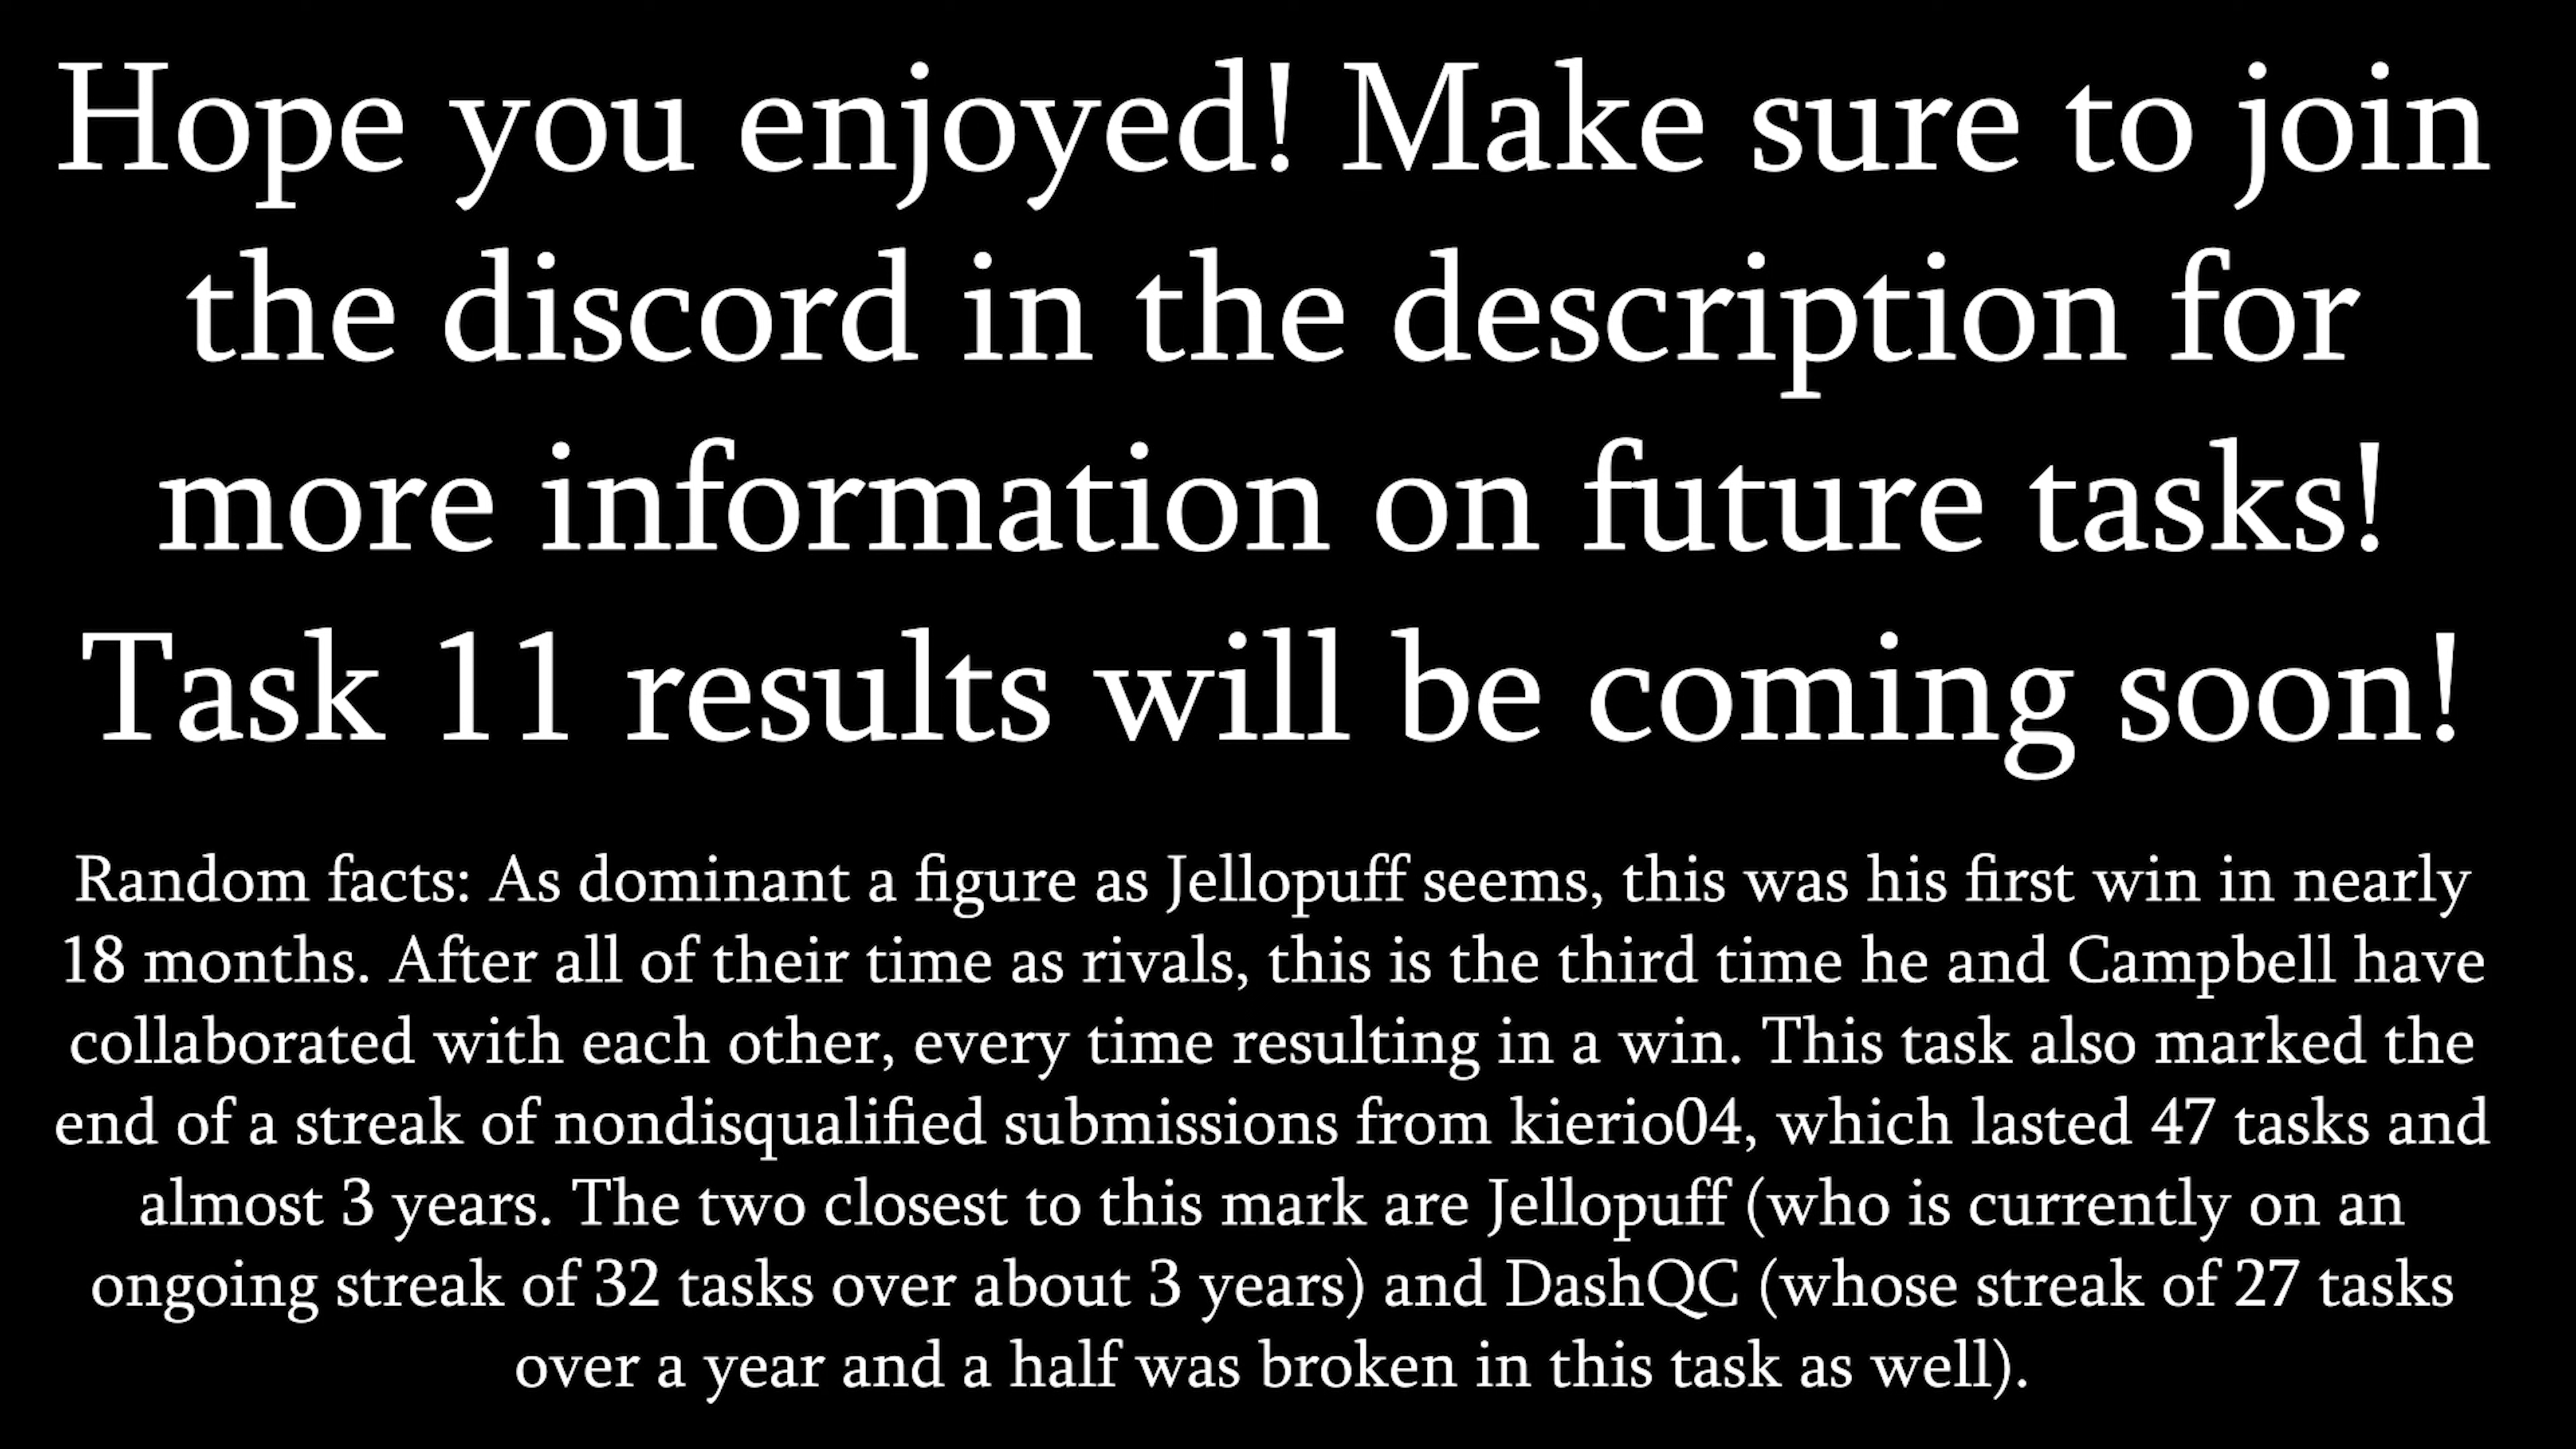 Hope you enjoyed! Make sure to join
the discord in the description for
more information on future tasks!
Task 11 results will be coming soon!
Random facts: As dominant a figure as Jellopuff seems, this was his first win in nearly
18 months. After all of their time as rivals, this is the third time he and Campbell have
collaborated with each other, every time resulting in a win. This task also marked the
end of a streak of nondisqualified submissions from kierio04, which lasted 47 tasks and
almost 3 years. The two closest to this mark are Jellopuff (who is currently on an
ongoing streak of 32 tasks over about 3 years) and DashQC (whose streak of 27 tasks
over a year and a half was broken in this task as well).